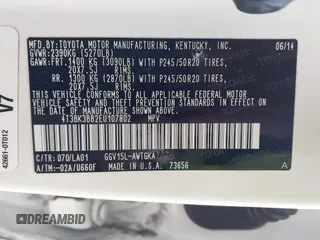 MFD BY: TOYOTA MOTOR MANUFACTURING, KENTUCKY, INC. 06/14
GVWR: 2390KG (5270LB)
GAWR: FRT. 1400 KG (3090LB) WITH P245/50R20 TIRES,
20X7.5J RIMS,
RR. 1300 KG (2870LB) WITH P245/50R20 TIRES,
20X7.5J RIMS,
THIS VEHICLE CONFORMS TO ALL APPLICABLE FEDERAL
MOTOR VEHICLE SAFETY AND THEFT PREVENTION
STANDARDS IN EFFECT ON THE DATE OF
MANUFACTURE SHOWN ABOVE.
4T3BK3BB2EU107802 MPV
C/TR: 070/LA01 GGV15L-AWTGKA
A/TM: -02A/U660F MADE IN U.S.A. 73656 A
V7
42661-0T012